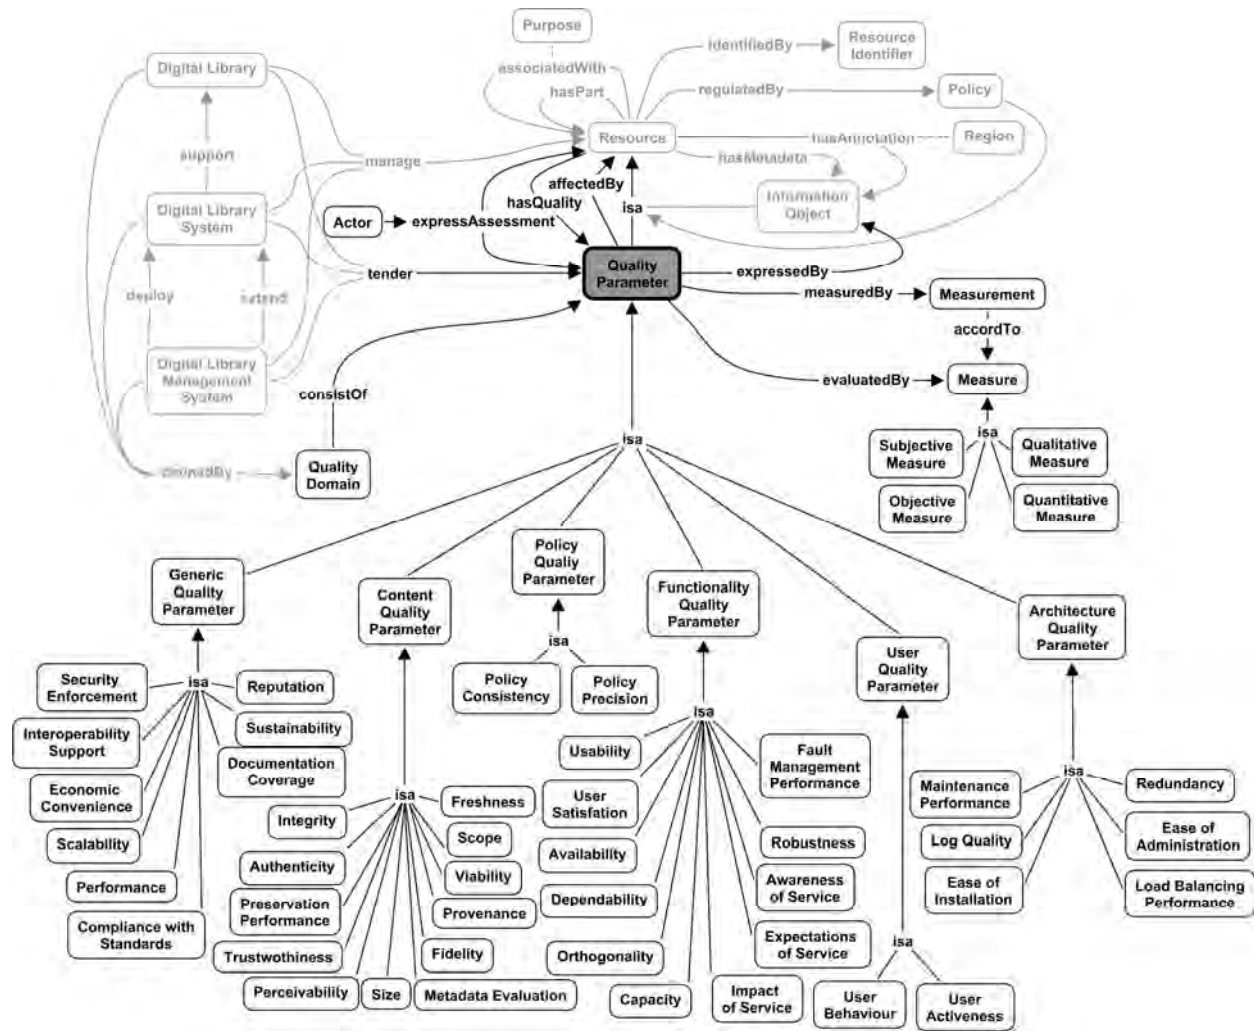 Purpose
identifiedBy
Resource
Identifier
Digital Library
associatedWith
hasPart
regulatedBy
Policy
Resource
hasAnnotation
Region
support
manage
hasMetadata
affectedBy
hasQuality
isa
Information
Object
Digital Library
System
Actor
expressAssessment
Quality
Parameter
tender
expressedBy
deploy
extend
measuredBy
Measurement
accordTo
Digital Library
Management
System
consistOf
evaluatedBy
Measure
isa
isa
Subjective
Measure
Qualitative
Measure
definedBy
Quality
Domain
Objective
Measure
Quantitative
Measure
Generic
Quality
Parameter
Content
Quality
Parameter
Policy
Qualiy
Parameter
Functionality
Quality
Parameter
User
Quality
Parameter
Architecture
Quality
Parameter
isa
Security
Enforcement
Reputation
Interoperability
Support
Sustainability
Economic
Convenience
Documentation
Coverage
Scalability
Performance
Compliance with
Standards
isa
Integrity
Freshness
Authenticity
Scope
Viability
Preservation
Performance
Provenance
Trustwothiness
Fidelity
Perceivability
Size
Metadata Evaluation
isa
Policy
Consistency
Policy
Precision
isa
Usability
Fault
Management
Performance
User
Satisfation
Robustness
Availability
Awareness
of Service
Dependability
Expectations
of Service
Orthogonality
Capacity
Impact
of Service
isa
User
Behaviour
User
Activeness
isa
Maintenance
Performance
Redundancy
Log Quality
Ease of
Administration
Ease of
Installation
Load Balancing
Performance